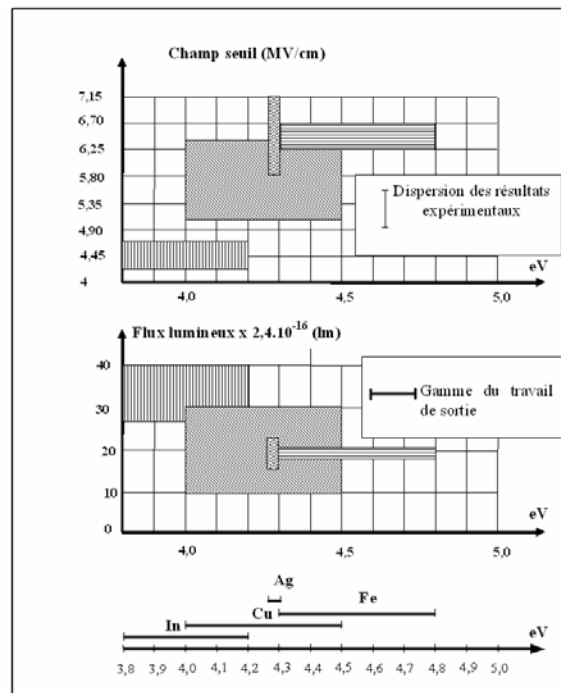 Champ seuil (MV/cm)
7,15
6,70
6,25
5,80
5,35
4,90
4,45
4
Dispersion des résultats
expérimentaux
eV
4,0
4,5
5,0
Flux lumineux x 2,4.10⁻¹⁶ (lm)
40
30
20
10
0
Gamme du travail
de sortie
eV
4,0
4,5
5,0
Ag
Fe
Cu
In
eV
3,8 3,9 4,0 4,1 4,2 4,3 4,4 4,5 4,6 4,7 4,8 4,9 5,0